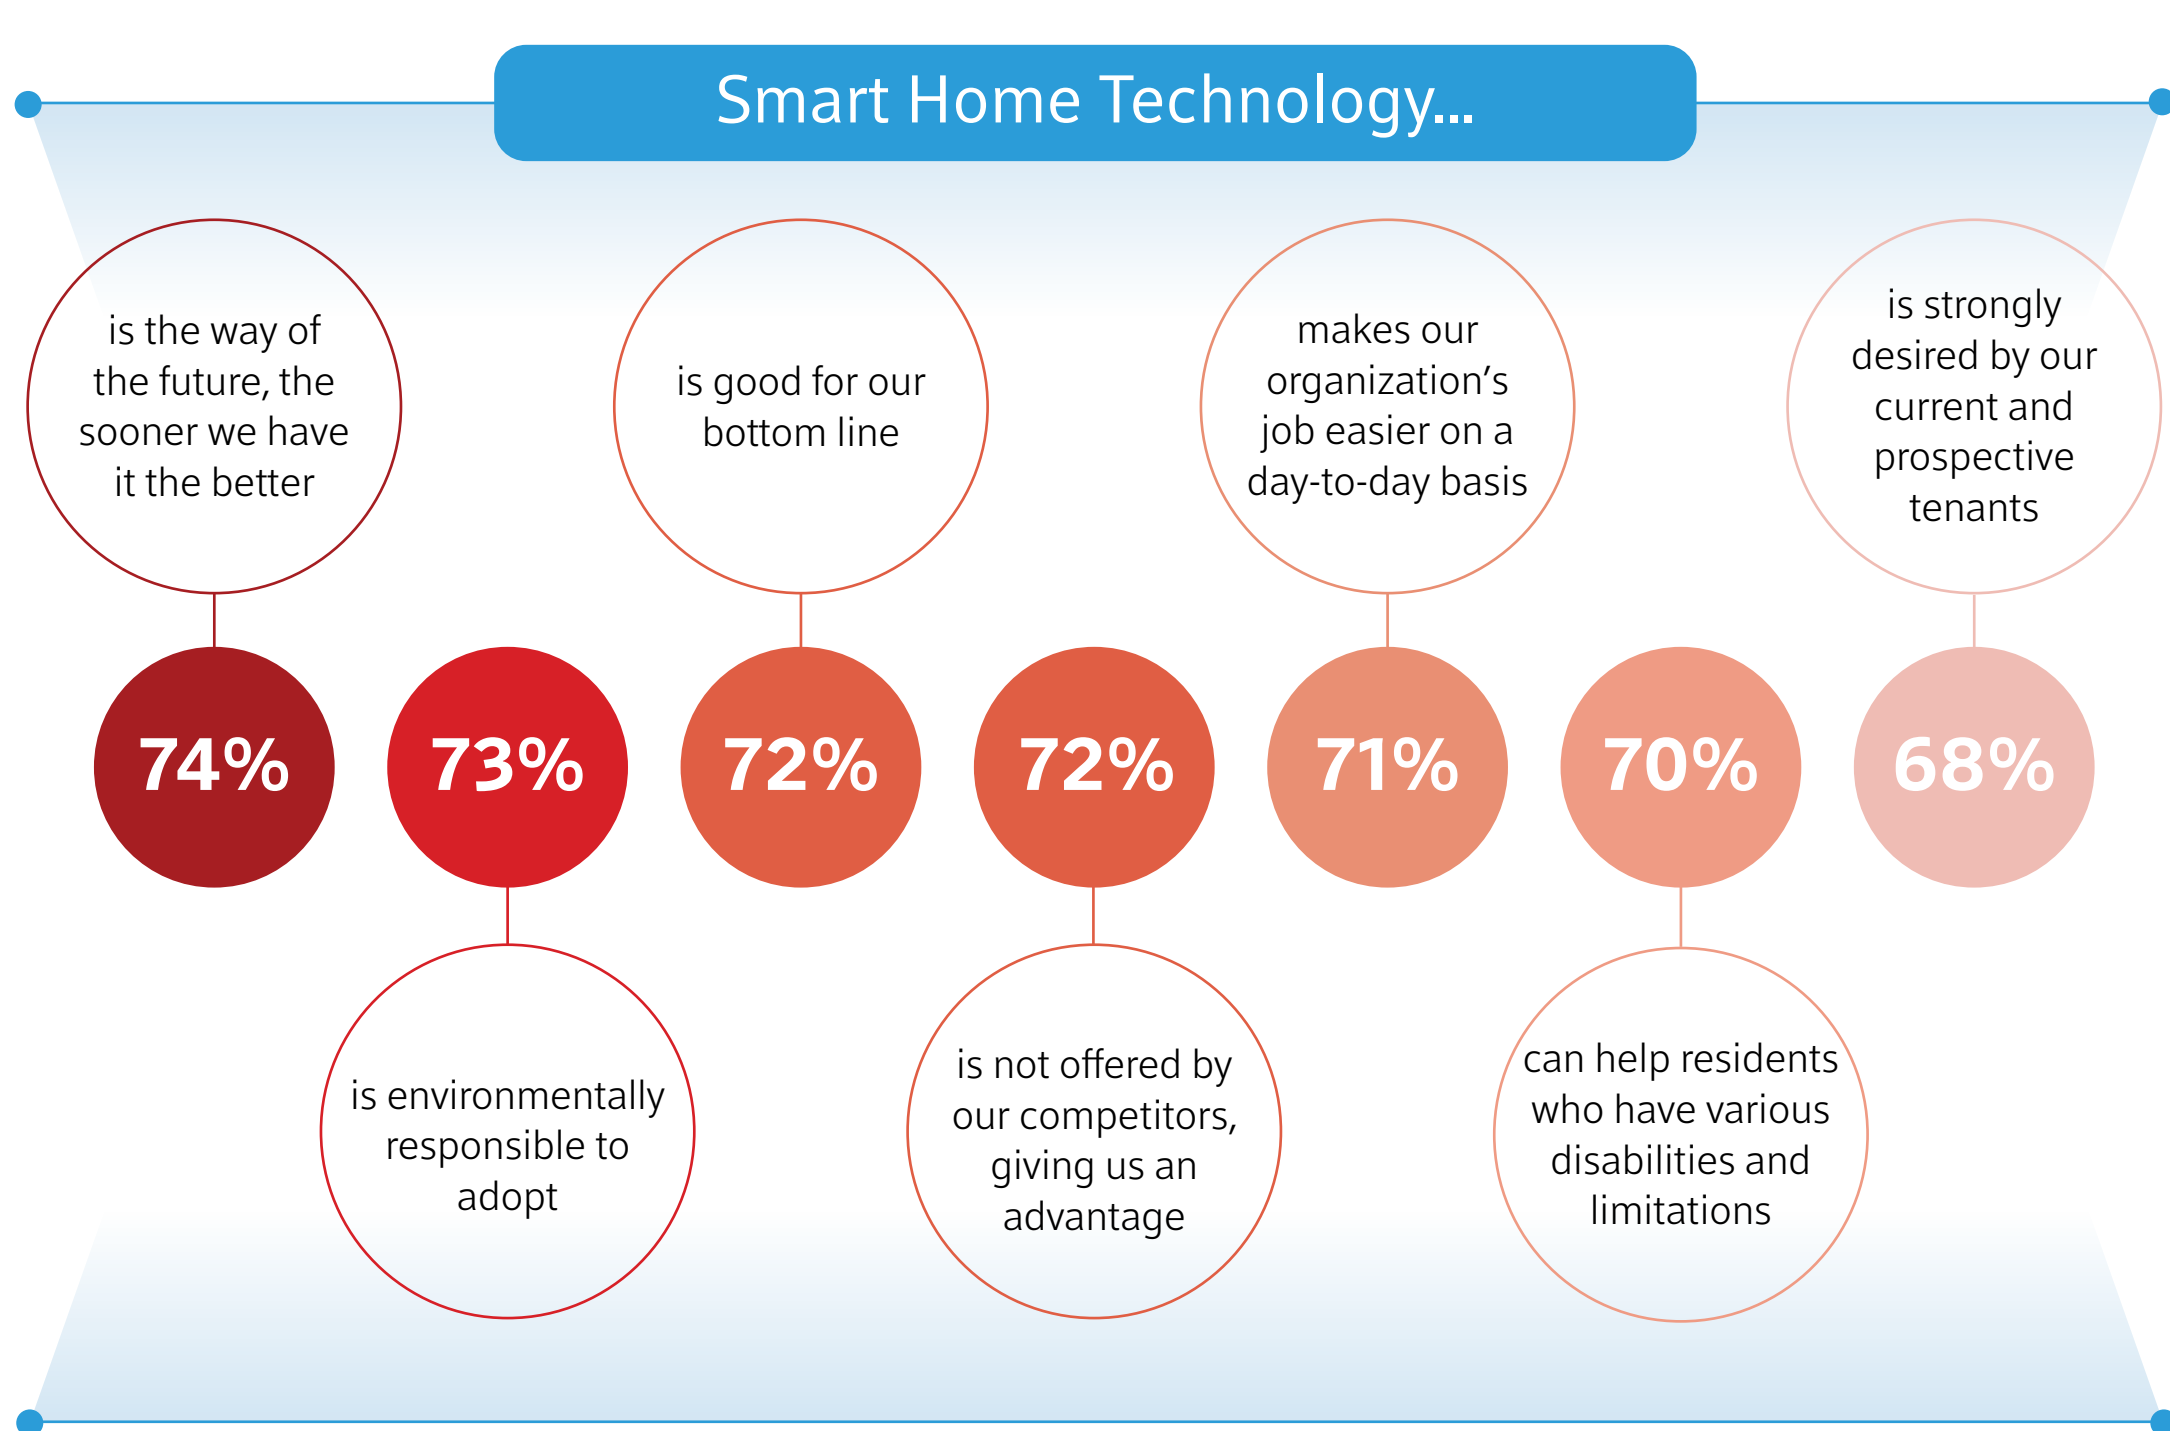 Smart Home Technology...
is the way of
the future, the
sooner we have
it the better
is good for our
bottom line
makes our
organization's
job easier on a
day-to-day basis
is strongly
desired by our
current and
prospective
tenants
74%
73%
72%
72%
71%
70%
68%
is environmentally
responsible to
adopt
is not offered by
our competitors,
giving us an
advantage
can help residents
who have various
disabilities and
limitations